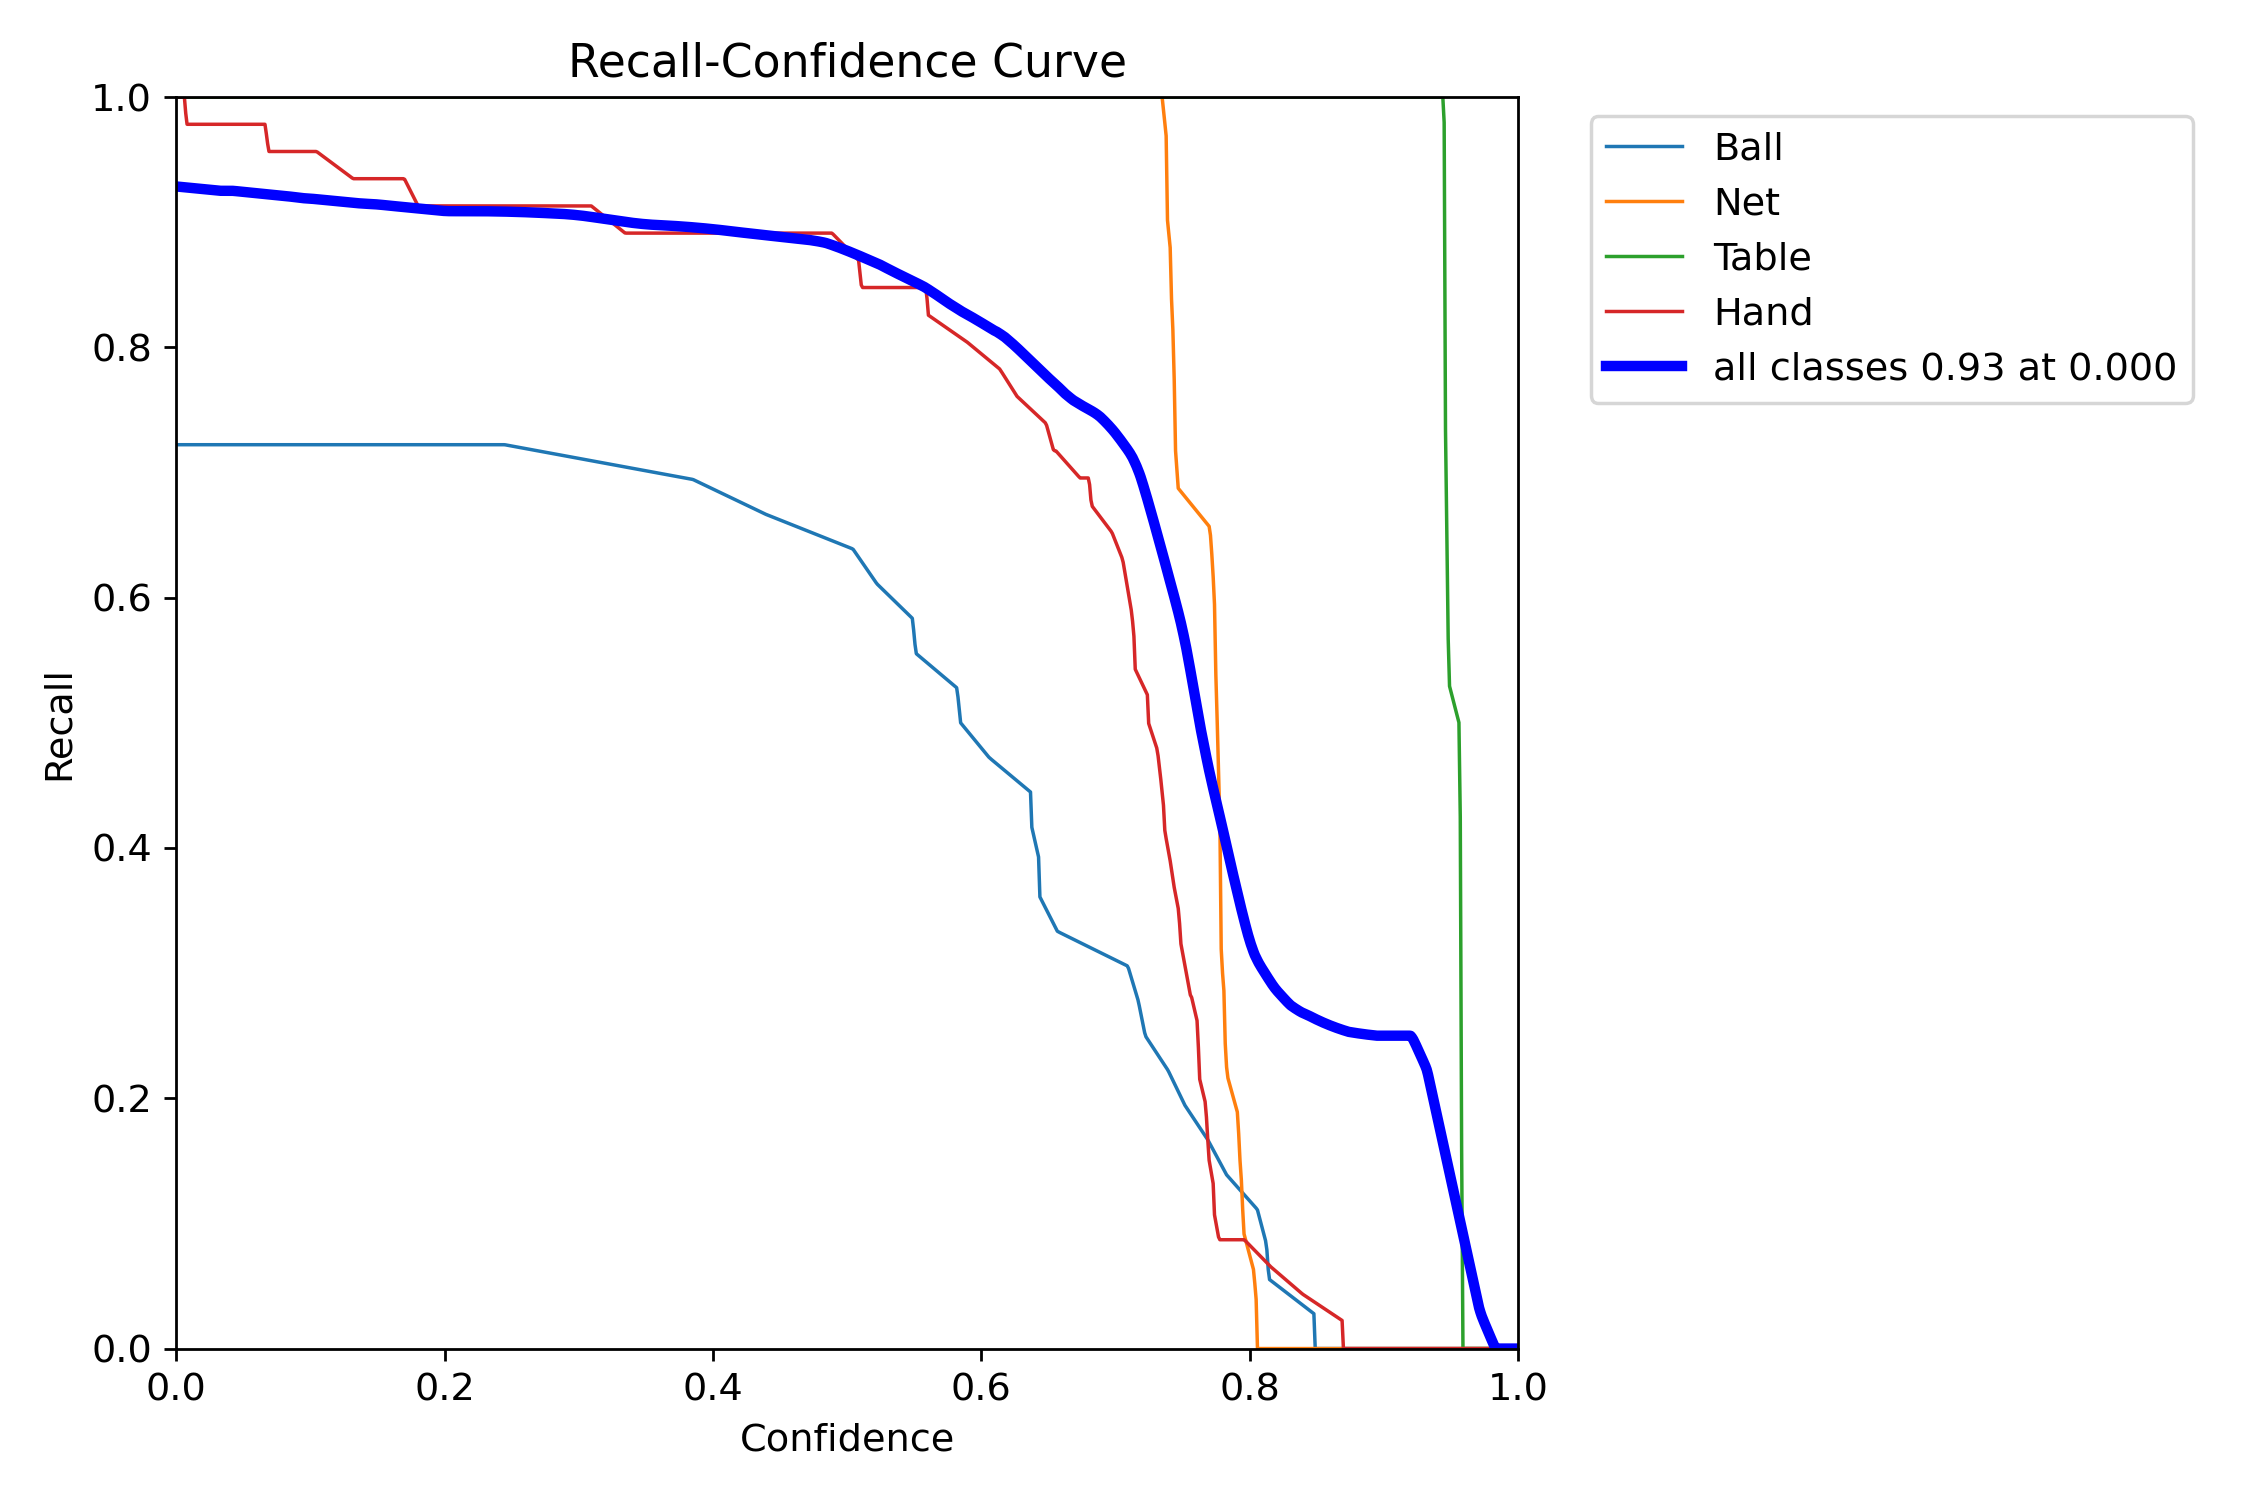 Recall-Confidence Curve
1.0
0.8
0.6
0.4
0.2
0.0
Recall
0.0 0.2 0.4 0.6 0.8 1.0
Confidence
Ball
Net
Table
Hand
all classes 0.93 at 0.000